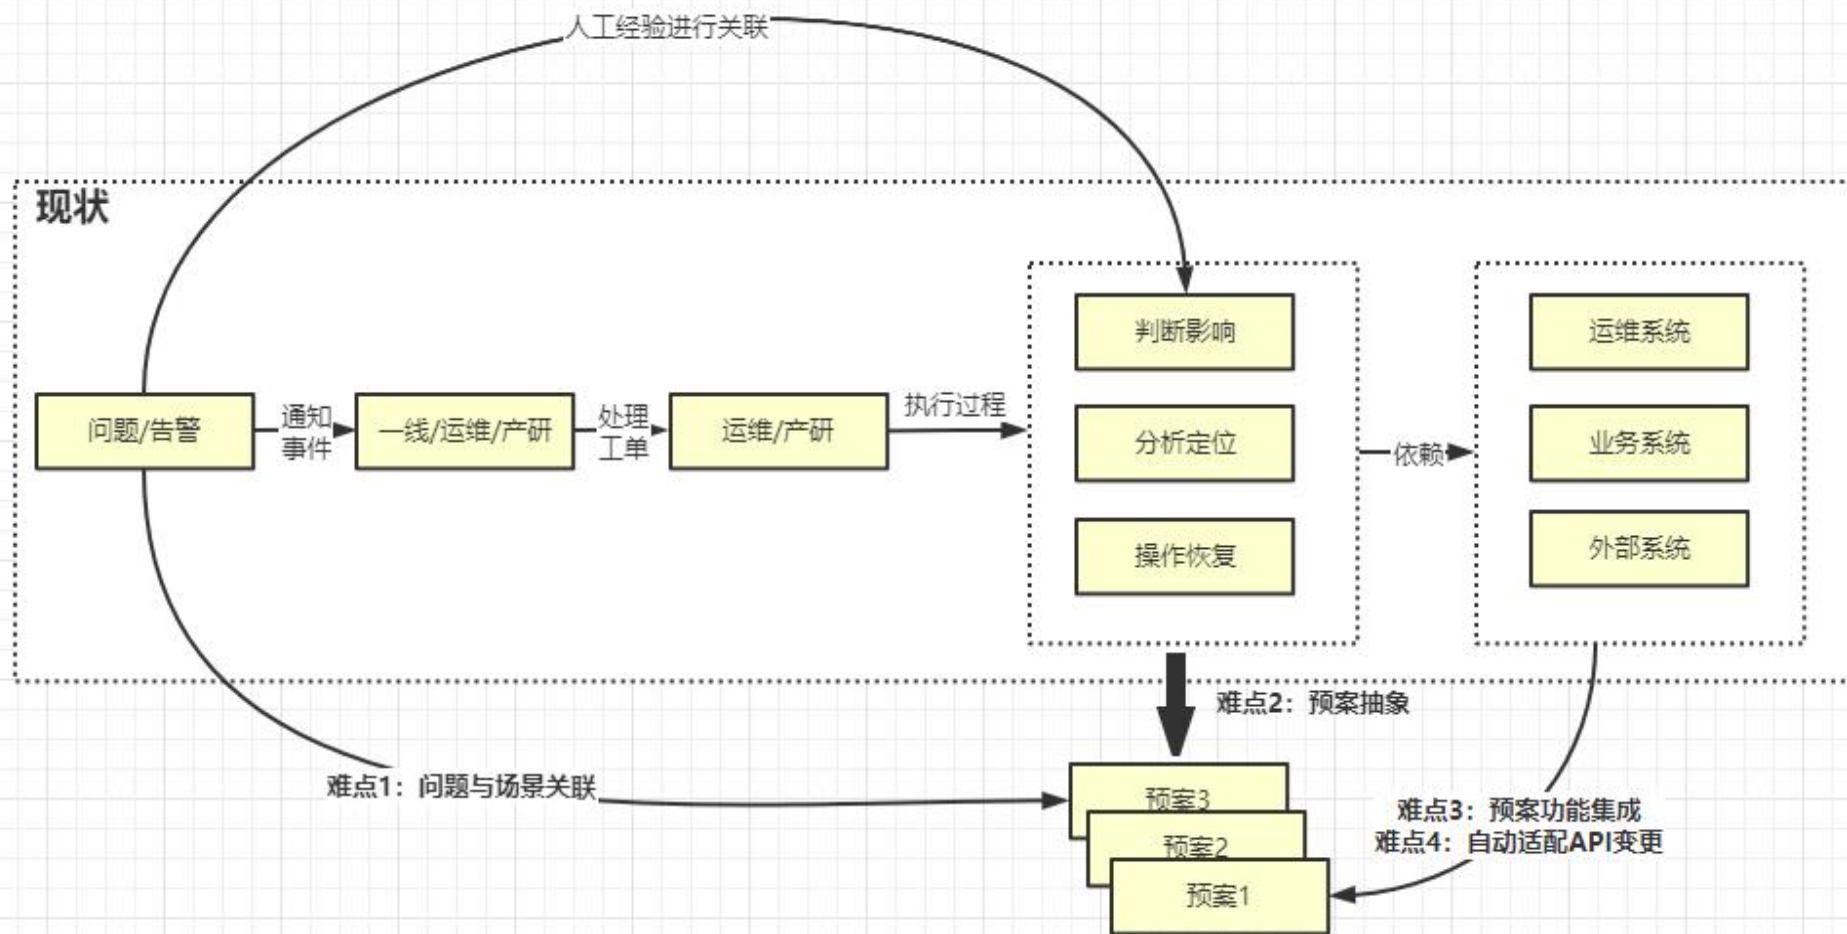 人工经验进行关联
现状
问题/告警
通知
事件
一线/运维/产研
处理
工单
运维/产研
执行过程
判断影响
分析定位
操作恢复
依赖
运维系统
业务系统
外部系统
难点2：预案抽象
难点1：问题与场景关联
预案3
预案2
预案1
难点3：预案功能集成
难点4：自动适配API变更